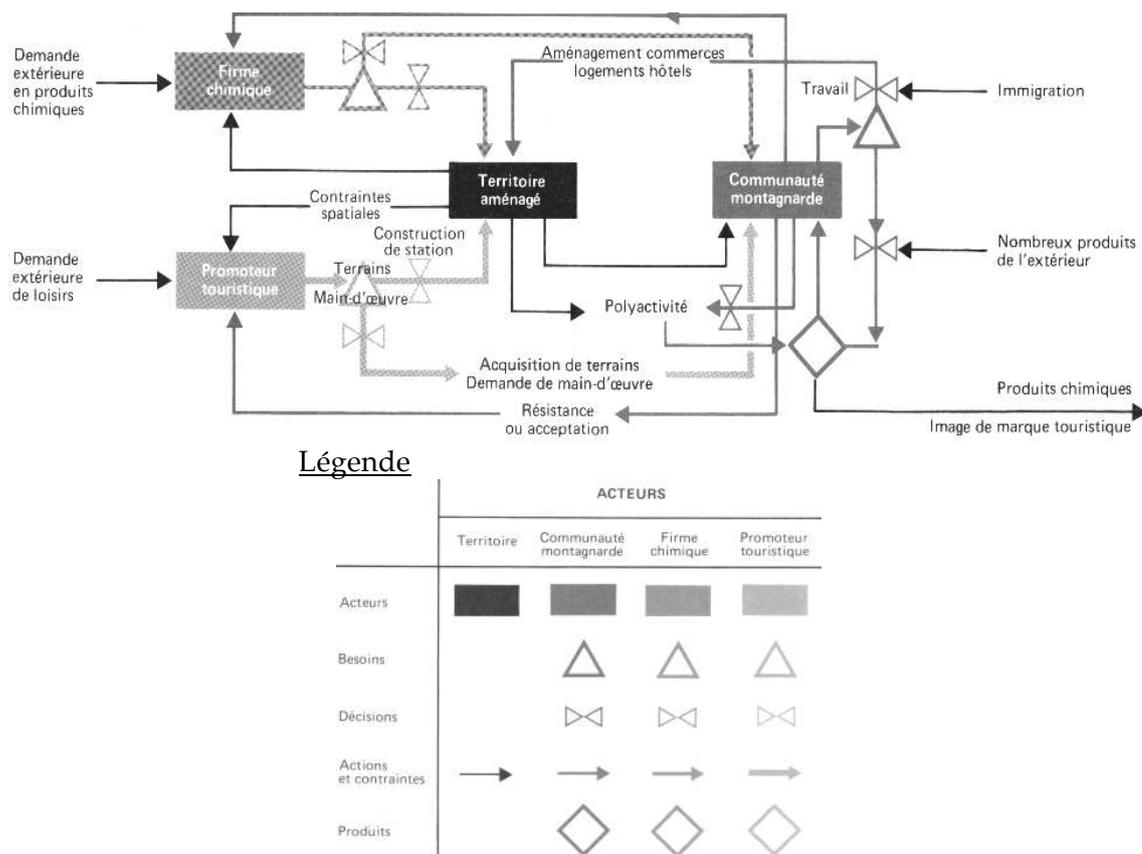 Demande
extérieure
en produits
chimiques
Firme
chimique
Aménagement commerces
logements hôtels
Travail
Immigration
Territoire
aménagé
Communauté
montagnarde
Contraintes
spatiales
Construction
de station
Nombreux produits
de l'extérieur
Demande
extérieure
de loisirs
Promoteur
touristique
Terrains
Main-d'œuvre
Polyactivité
Acquisition de terrains
Demande de main-d'œuvre
Résistance
ou acceptation
Produits chimiques
Image de marque touristique
Légende
ACTEURS
Territoire
Communauté
montagnarde
Firme
chimique
Promoteur
touristique
Acteurs
Besoins
Décisions
Actions
et contraintes
Produits